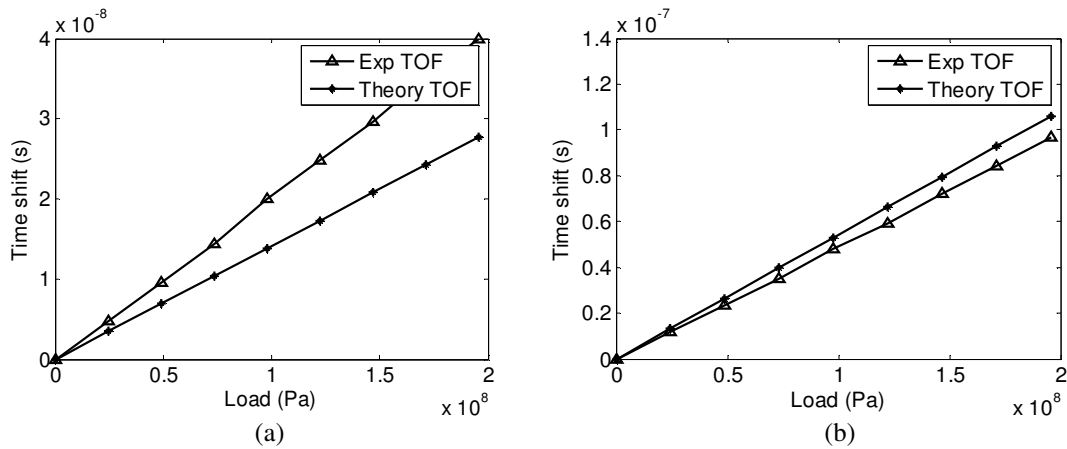 x 10-8
4
3
2
1
0
Time shift (s)
Exp TOF
Theory TOF
0
0.5
1
1.5
2
Load (Pa)
x 10 8
(a)
x 10-7
1.4
1.2
1
0.8
0.6
0.4
0.2
0
Time shift (s)
Exp TOF
Theory TOF
0
0.5
1
1.5
2
Load (Pa)
x 10 8
(b)